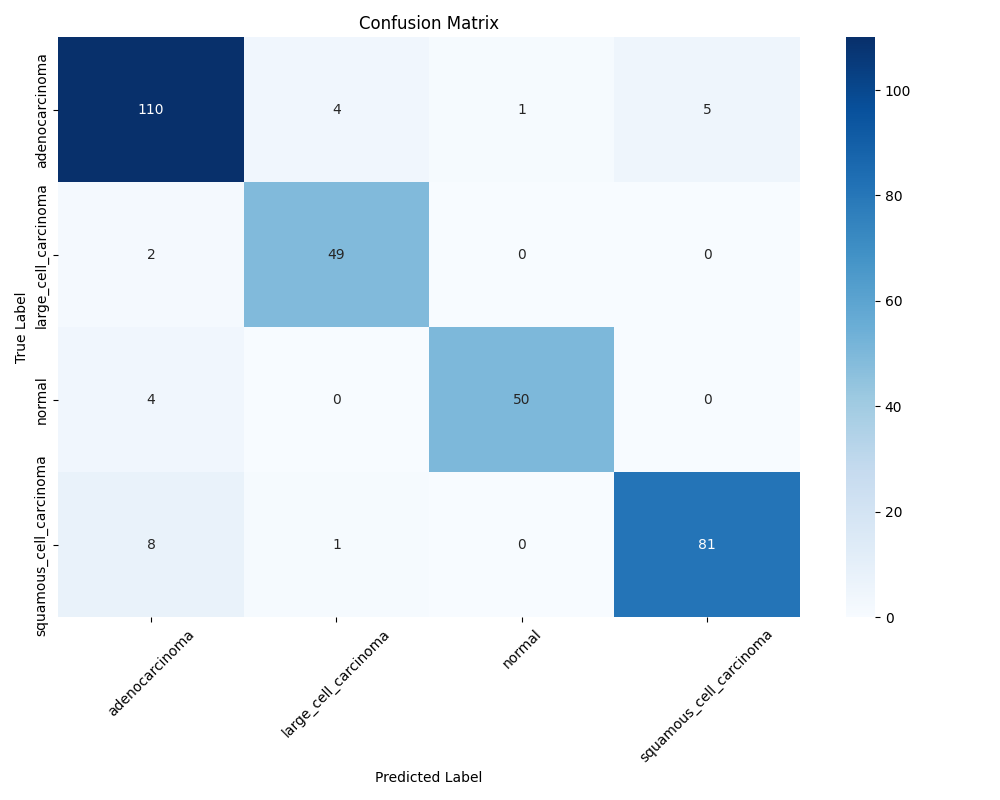 Confusion Matrix
True Label
adenocarcinoma
110 4 1 5
large_cell_carcinoma
2 49 0 0
normal
4 0 50 0
squamous_cell_carcinoma
8 1 0 81
adenocarcinoma
large_cell_carcinoma
normal
squamous_cell_carcinoma
Predicted Label
100
80
60
40
20
0